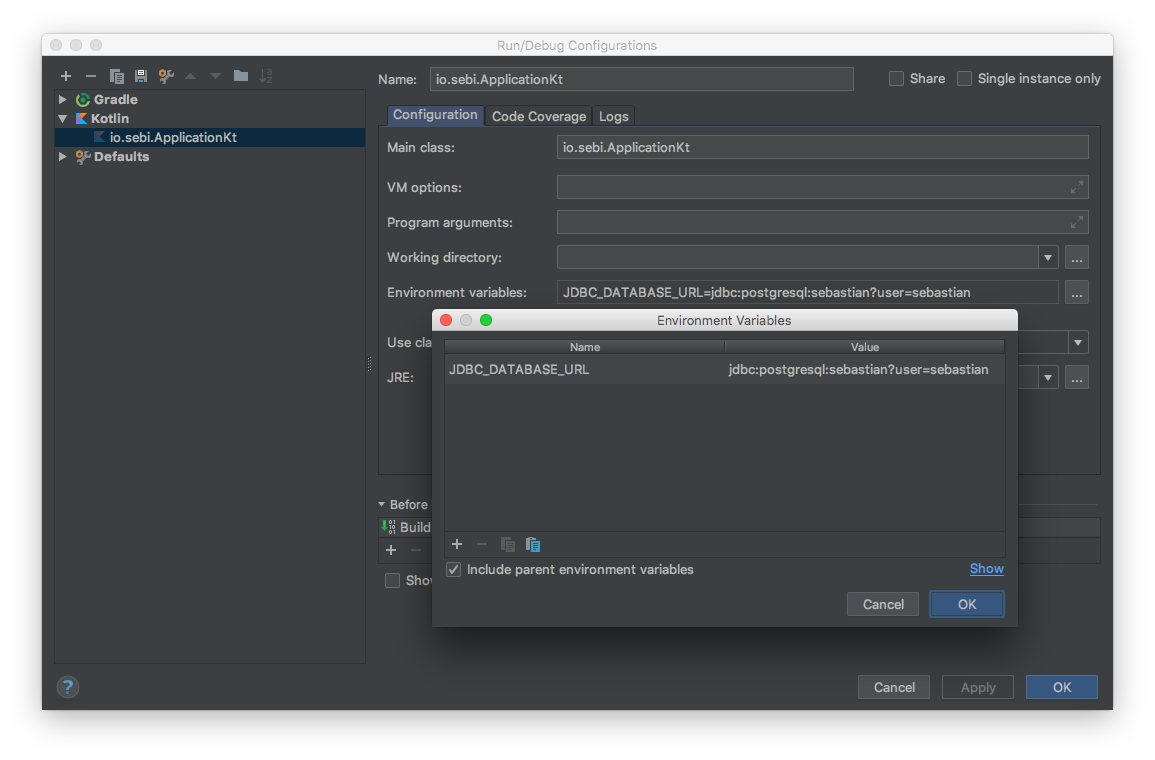 Run/Debug Configurations
Name: io.sebi.ApplicationKt Share Single instance only
Gradle
Kotlin
io.sebi.ApplicationKt
Defaults
Configuration Code Coverage Logs
Main class: io.sebi.ApplicationKt
VM options:
Program arguments:
Working directory: ...
Environment variables: JDBC_DATABASE_URL=jdbc:postgresql:sebastian?user=sebastian ...
Use cla
JRE: ...
Before
Build
Sho
Environment Variables
Name Value
JDBC_DATABASE_URL jdbc:postgresql:sebastian?user=sebastian
Include parent environment variables Show
Cancel OK
? Cancel Apply OK